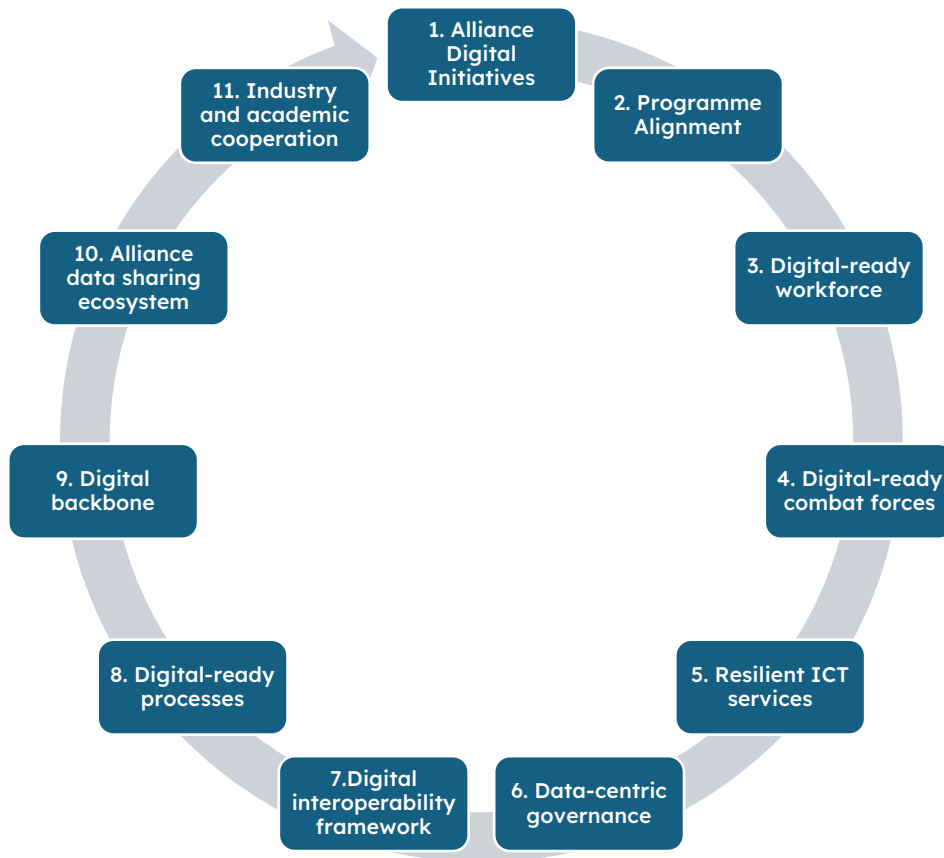 1. Alliance
Digital
Initiatives
2. Programme
Alignment
3. Digital-ready
workforce
4. Digital-ready
combat forces
5. Resilient ICT
services
6. Data-centric
governance
7.Digital
interoperability
framework
8. Digital-ready
processes
9. Digital
backbone
10. Alliance
data sharing
ecosystem
11. Industry
and academic
cooperation